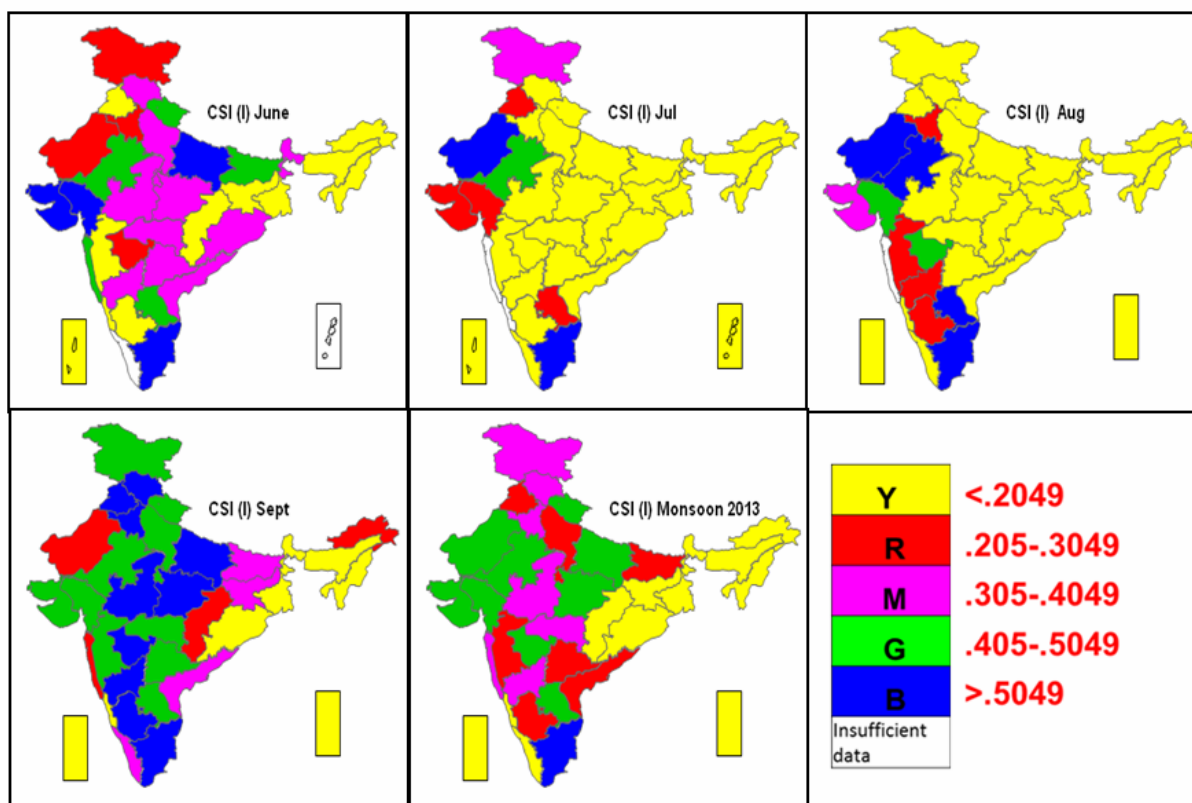 CSI (I) June
CSI (I) Jul
CSI (I) Aug
CSI (I) Sept
CSI (I) Monsoon 2013
Y <.2049
R .205-.3049
M .305-.4049
G .405-.5049
B >.5049
Insufficient
data